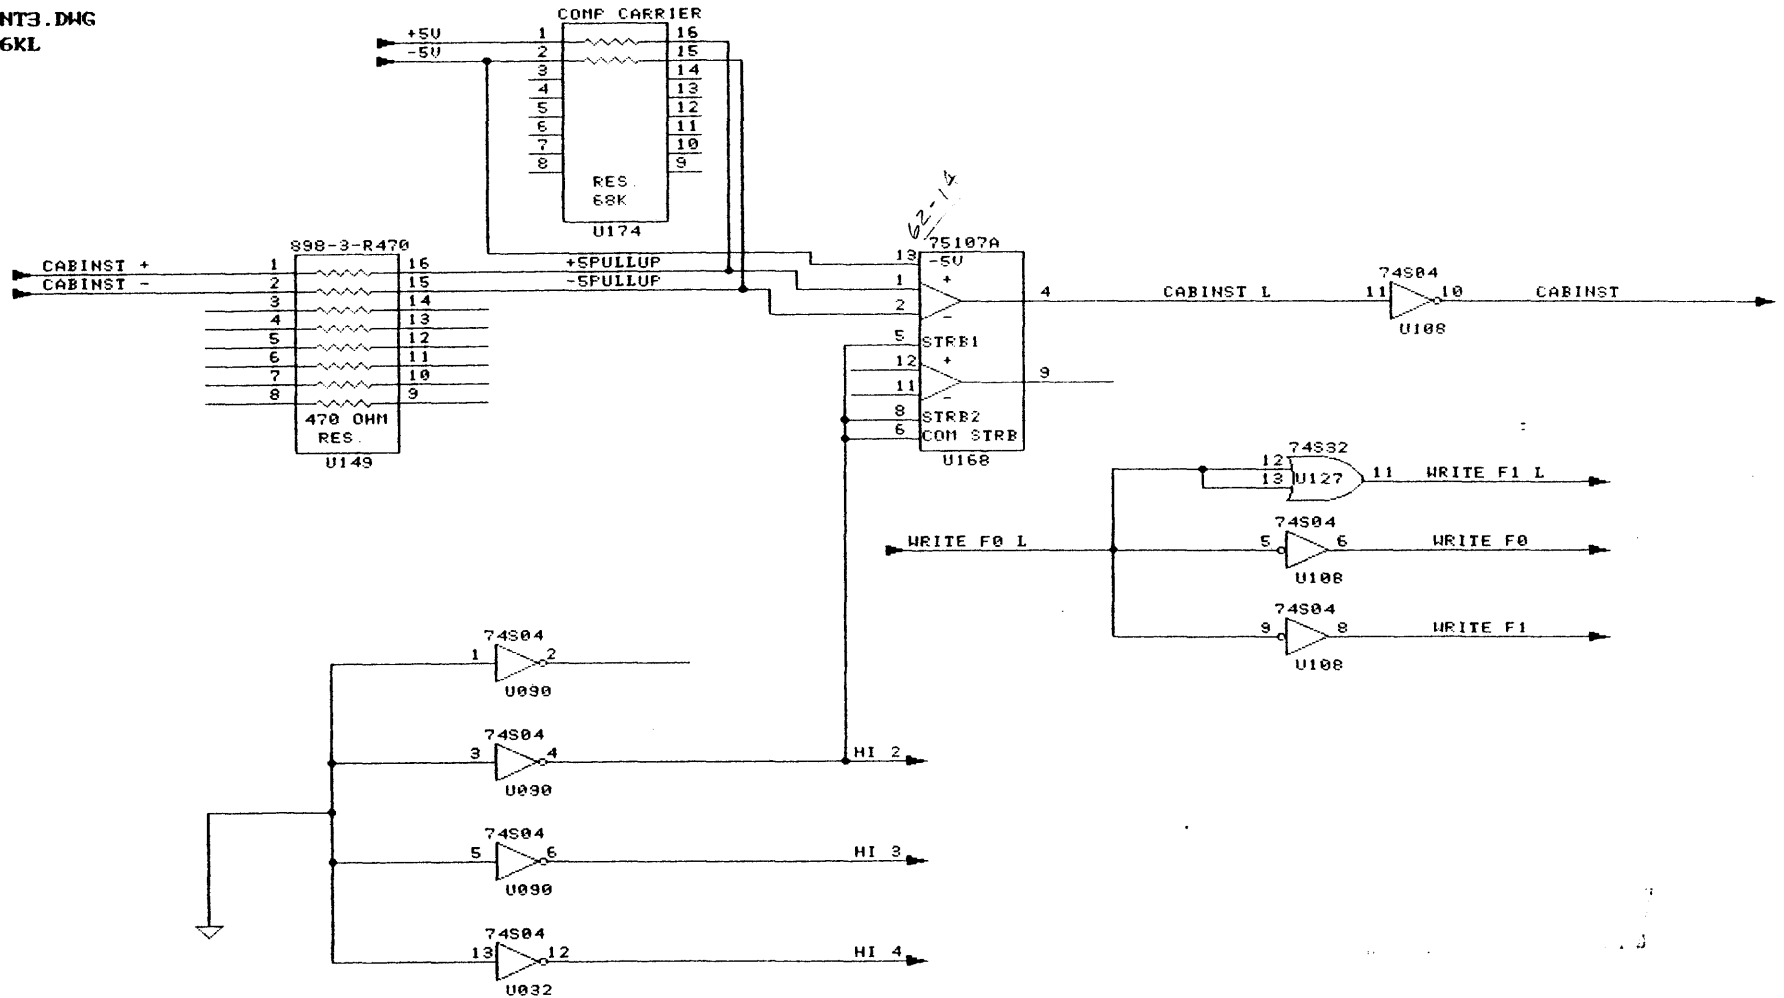 NT3.DWG
6KL
COMP CARRIER
+5V 1 16
-5V 2 15
3 14
4 13
5 12
6 11
7 10
8 9
RES.
68K
U174
62-14
898-3-R470
CABINST + 1 16 +5PULLUP
CABINST - 2 15 -5PULLUP
3 14
4 13
5 12
6 11
7 10
8 9
470 OHM
RES.
U149
75107A
13 -5V
1 +
2 -
4
5 STRB1
12 +
11 -
9
8 STRB2
6 COM STRB
U168
CABINST L
74S04
11 10
U108
CABINST
74S32
12
13 U127 11 WRITE F1 L
WRITE F0 L
74S04
5 6 WRITE F0
U108
74S04
9 8 WRITE F1
U108
74S04
1 2
U090
74S04
3 4 HI 2
U090
74S04
5 6 HI 3
U090
74S04
13 12 HI 4
U032